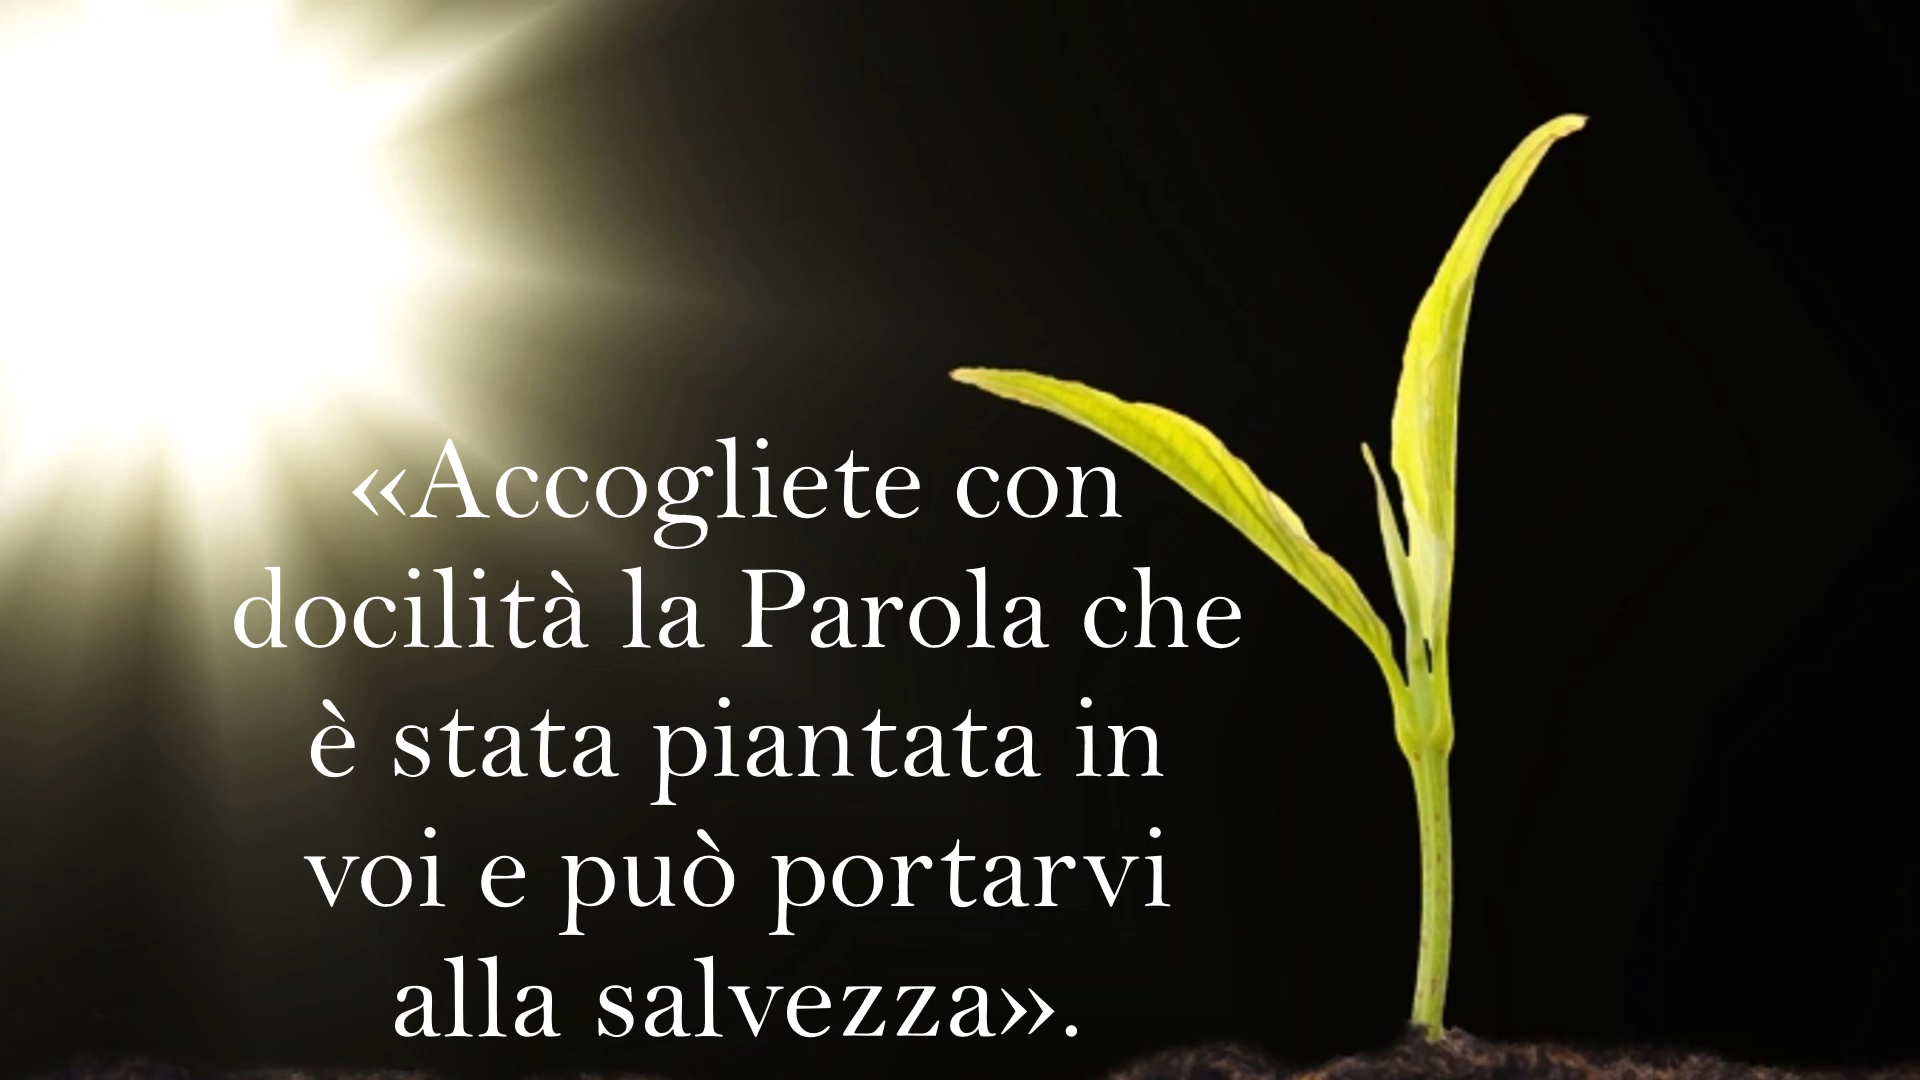 «Accogliete con
docilità la Parola che
è stata piantata in
voi e può portarvi
alla salvezza».